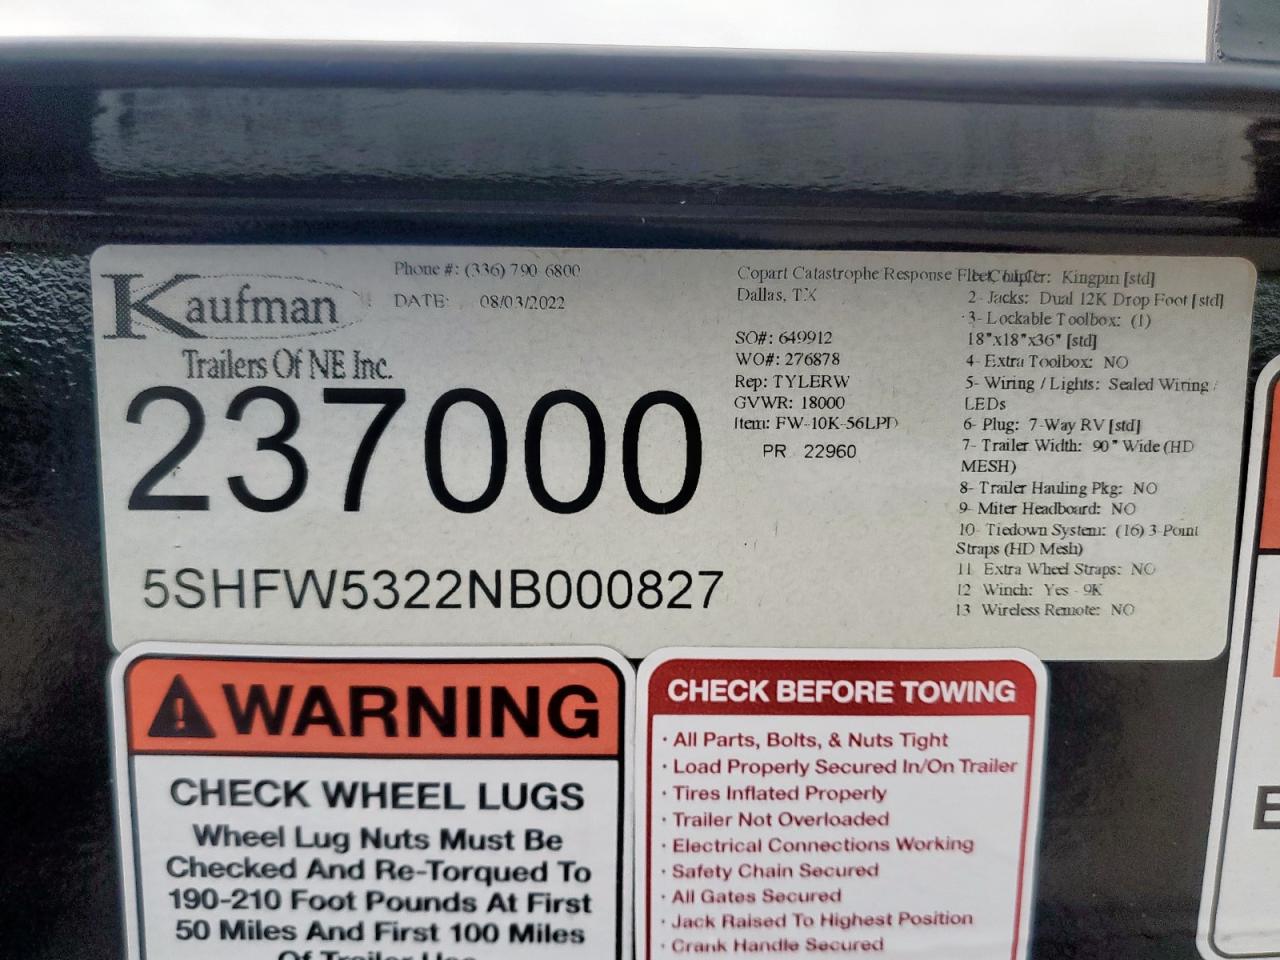 Kaufman
Trailers Of NE Inc.
Phone #: (336) 790 6800
DATE: 08/03/2022
237000
5SHFW5322NB000827
Copart Catastrophe Response Fleet / Infc
Dallas, TX
SO#: 649912
WO#: 276878
Rep: TYLERW
GVWR: 18000
Item: FW-10K-56LPD
PR 22960
Coupler: Kingpin [std]
2- Jacks: Dual 12K Drop Foot [std]
3- Lockable Toolbox: (1)
18"x18"x36" [std]
4- Extra Toolbox: NO
5- Wiring / Lights: Sealed Wiring /
LEDs
6- Plug: 7-Way RV [std]
7- Trailer Width: 90" Wide (HD
MESH)
8- Trailer Hauling Pkg: NO
9- Miter Headboard: NO
10- Tiedown System: (16) 3-Point
Straps (HD Mesh)
11 Extra Wheel Straps: NO
12 Winch: Yes - 9K
13 Wireless Remote: NO
WARNING
CHECK WHEEL LUGS
Wheel Lug Nuts Must Be
Checked And Re-Torqued To
190-210 Foot Pounds At First
50 Miles And First 100 Miles
Of Trailer Use
CHECK BEFORE TOWING
· All Parts, Bolts, & Nuts Tight
· Load Properly Secured In/On Trailer
· Tires Inflated Properly
· Trailer Not Overloaded
· Electrical Connections Working
· Safety Chain Secured
· All Gates Secured
· Jack Raised To Highest Position
· Crank Handle Secured